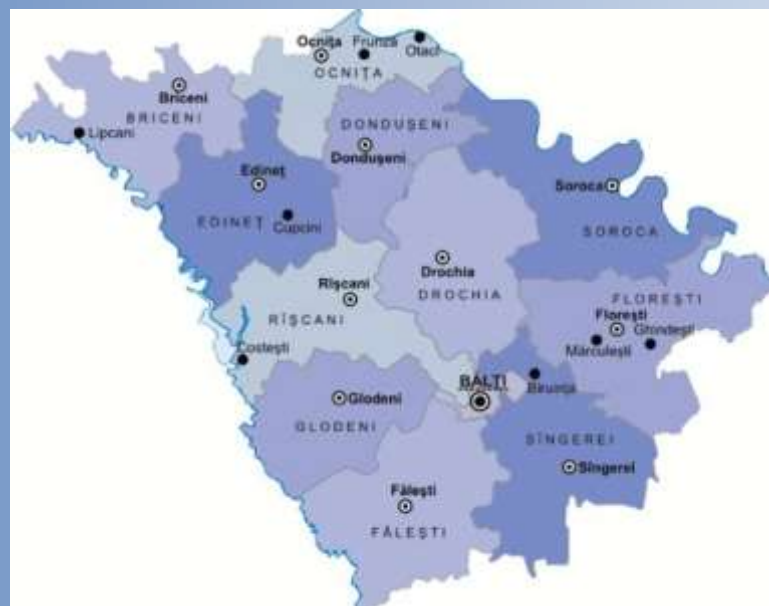 Ocnița
Frunză
Otaci
OCNIȚA
Briceni
BRICENI
Lipcani
DONDUȘENI
Dondușeni
Edineț
EDINEȚ
Cupcini
Soroca
SOROCA
Drochia
DROCHIA
Rîșcani
RÎȘCANI
Costești
FLOREȘTI
Florești
Ghindești
Mărculești
BĂLȚI
Biruința
Glodeni
GLODENI
SÎNGEREI
Sîngerei
Fălești
FĂLEȘTI